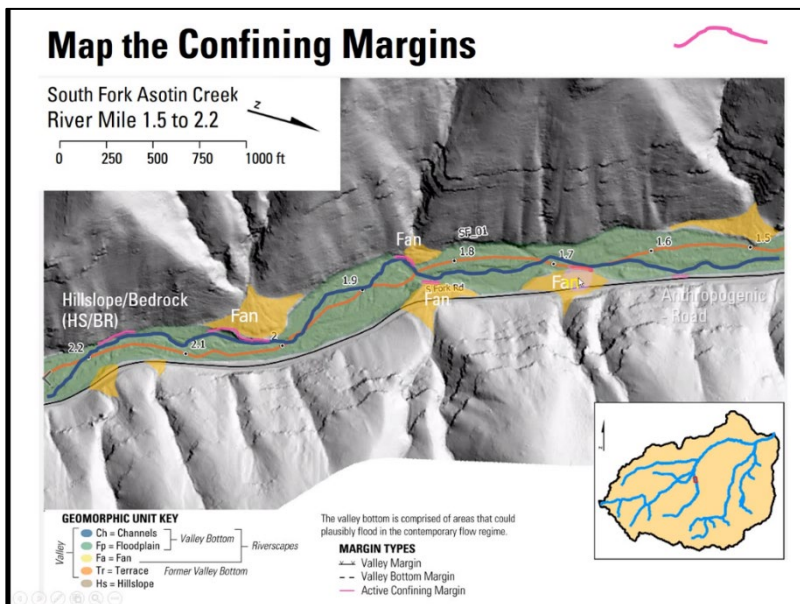 Map the Confining Margins
South Fork Asotin Creek
River Mile 1.5 to 2.2
z
0 250 500 750 1000 ft
Fan
SF_01
1.8
1.7
1.6
1.5
1.9
S Fork Rd
Fan
Fan
Anthropogenic
- Road
Hillslope/Bedrock
(HS/BR)
Fan
2.2
2.1
2
GEOMORPHIC UNIT KEY
Valley
Ch = Channels
Fp = Floodplain
Valley Bottom
Riverscapes
Fa = Fan
Tr = Terrace
Former Valley Bottom
Hs = Hillslope
The valley bottom is comprised of areas that could
plausibly flood in the contemporary flow regime.
MARGIN TYPES
Valley Margin
Valley Bottom Margin
Active Confining Margin